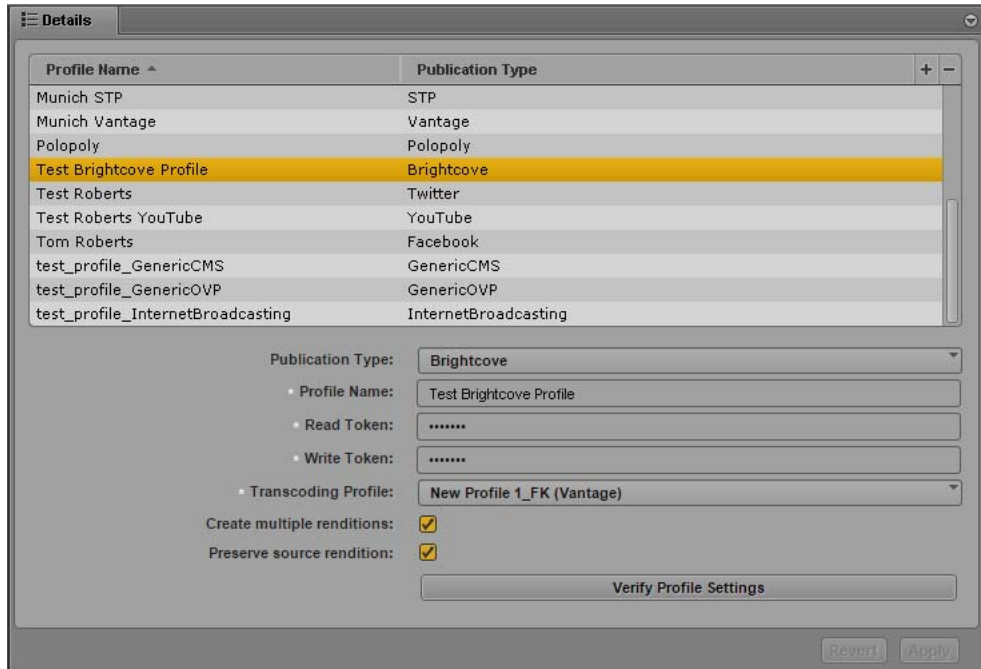 Details
Profile Name Publication Type + −
Munich STP STP
Munich Vantage Vantage
Polopoly Polopoly
Test Brightcove Profile Brightcove
Test Roberts Twitter
Test Roberts YouTube YouTube
Tom Roberts Facebook
test_profile_GenericCMS GenericCMS
test_profile_GenericOVP GenericOVP
test_profile_InternetBroadcasting InternetBroadcasting
Publication Type: Brightcove
* Profile Name: Test Brightcove Profile
* Read Token: •••••••
* Write Token: •••••••
* Transcoding Profile: New Profile 1_FK (Vantage)
Create multiple renditions:
Preserve source rendition:
Verify Profile Settings
Revert Apply